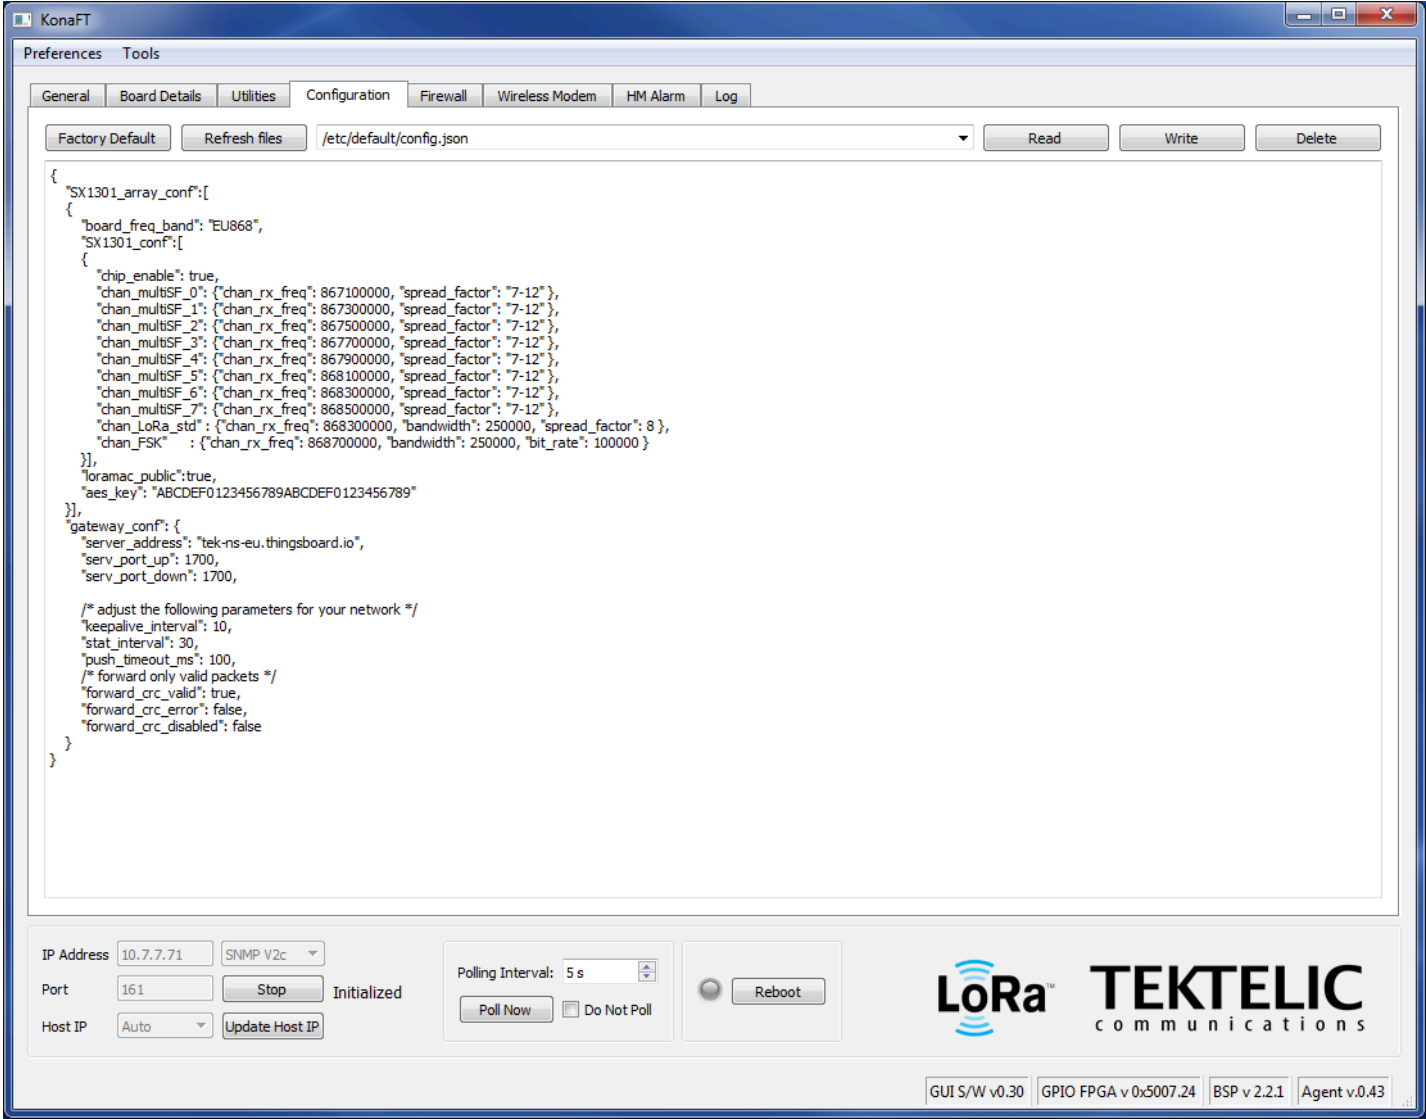 KonaFT
Preferences Tools
General Board Details Utilities Configuration Firewall Wireless Modem HM Alarm Log
Factory Default Refresh files /etc/default/config.json Read Write Delete
{
"SX1301_array_conf":[
{
"board_freq_band": "EU868",
"SX1301_conf":[
{
"chip_enable": true,
"chan_multiSF_0": {"chan_rx_freq": 867100000, "spread_factor": "7-12" },
"chan_multiSF_1": {"chan_rx_freq": 867300000, "spread_factor": "7-12" },
"chan_multiSF_2": {"chan_rx_freq": 867500000, "spread_factor": "7-12" },
"chan_multiSF_3": {"chan_rx_freq": 867700000, "spread_factor": "7-12" },
"chan_multiSF_4": {"chan_rx_freq": 867900000, "spread_factor": "7-12" },
"chan_multiSF_5": {"chan_rx_freq": 868100000, "spread_factor": "7-12" },
"chan_multiSF_6": {"chan_rx_freq": 868300000, "spread_factor": "7-12" },
"chan_multiSF_7": {"chan_rx_freq": 868500000, "spread_factor": "7-12" },
"chan_LoRa_std" : {"chan_rx_freq": 868300000, "bandwidth": 250000, "spread_factor": 8 },
"chan_FSK" : {"chan_rx_freq": 868700000, "bandwidth": 250000, "bit_rate": 100000 }
}],
"loramac_public":true,
"aes_key": "ABCDEF0123456789ABCDEF0123456789"
}],
"gateway_conf": {
"server_address": "tek-ns-eu.thingsboard.io",
"serv_port_up": 1700,
"serv_port_down": 1700,
/* adjust the following parameters for your network */
"keepalive_interval": 10,
"stat_interval": 30,
"push_timeout_ms": 100,
/* forward only valid packets */
"forward_crc_valid": true,
"forward_crc_error": false,
"forward_crc_disabled": false
}
}
IP Address 10.7.7.71 SNMP V2c
Port 161 Stop Initialized
Host IP Auto Update Host IP
Polling Interval: 5 s
Poll Now Do Not Poll
Reboot
LoRa™
TEKTELIC
communications
GUI S/W v0.30 GPIO FPGA v 0x5007.24 BSP v 2.2.1 Agent v.0.43